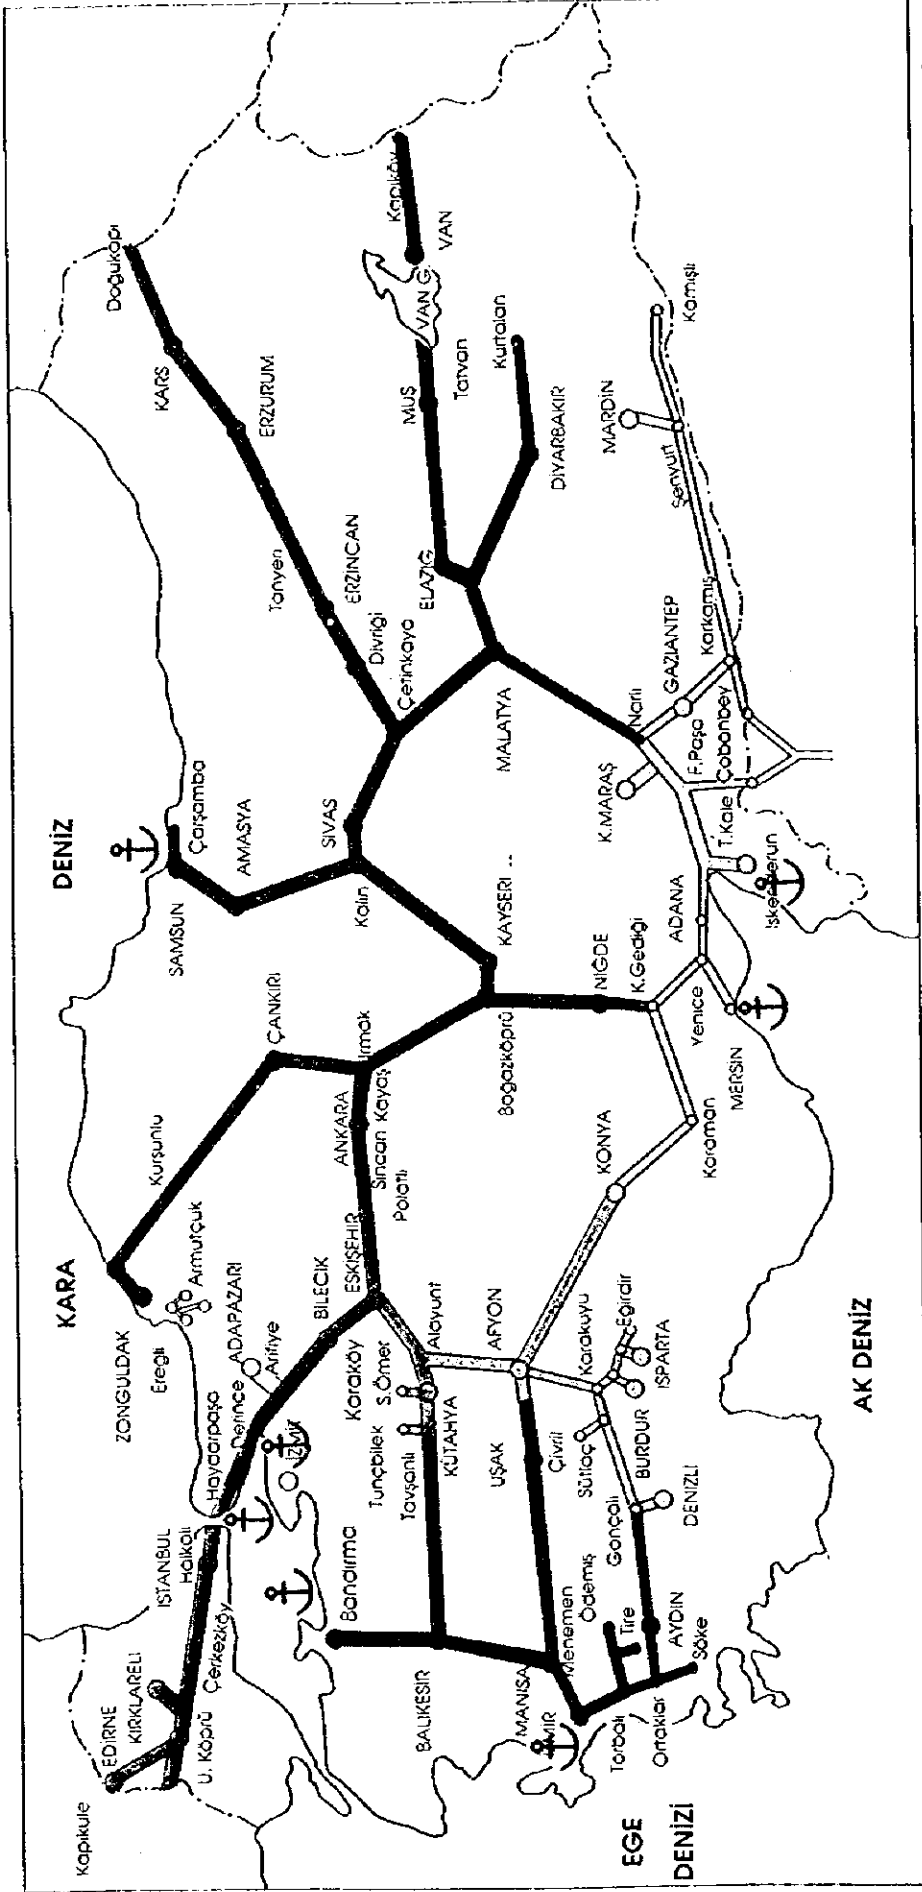 KARA
DENİZ
EGE
DENİZİ
AK DENİZ
Kapıkule
EDİRNE
KIRKLARELİ
U. Köprü
Çerkezköy
İSTANBUL
Halkalı
Haydarpaşa
Derince
İZMİT
ADAPAZARI
Arifiye
BİLECİK
Karaköy
ESKİŞEHİR
ZONGULDAK
Ereğli
Armutçuk
Kurşunlu
ÇANKIRI
Irmak
ANKARA
Sincan Kayaş
Polatlı
SAMSUN
Çarşamba
AMASYA
SİVAS
Kalın
KAYSERİ
Boğazköprü
NİĞDE
K.Gediği
Çetinkaya
Divriği
ERZİNCAN
Tanyeri
ERZURUM
KARS
Doğukapı
Kapıköy
VAN
VAN G.
Tatvan
MUŞ
ELAZIĞ
Kurtalan
DİYARBAKIR
MALATYA
Narlı
K.MARAŞ
GAZİANTEP
Karkamış
F.Paşa
Çobanbey
T.Kale
İskenderun
ADANA
Yenice
MERSİN
MARDİN
Şenyurt
Kamışlı
Karaman
KONYA
AFYON
Alayunt
S.Ömer
KÜTAHYA
Tunçbilek
Tavşanlı
Bandırma
BALIKESİR
MANİSA
Menemen
UŞAK
Çivril
Sütlaç
Karakuyu
Eğirdir
ISPARTA
BURDUR
DENİZLİ
Gonçalı
Ödemiş
Tire
AYDIN
Söke
Ortaklar
Torbalı